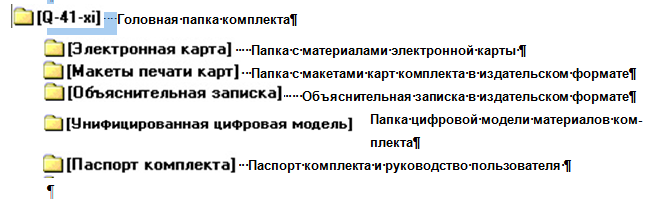 [Q-41-xi] ····Головная·папка·комплекта¶
[Электронная карта] ·····Папка·с·материалами·электронной·карты·¶
[Макеты печати карт] ···Папка·с·макетами·карт·комплекта·в·издательском·формате¶
[Объяснительная записка]······Объяснительная·записка·в·издательском·формате¶
[Унифицированная цифровая модель] Папка·цифровой·модели·материалов·ком-
плекта¶
[Паспорт комплекта] ···Паспорт·комплекта·и·руководство·пользователя·¶
¶